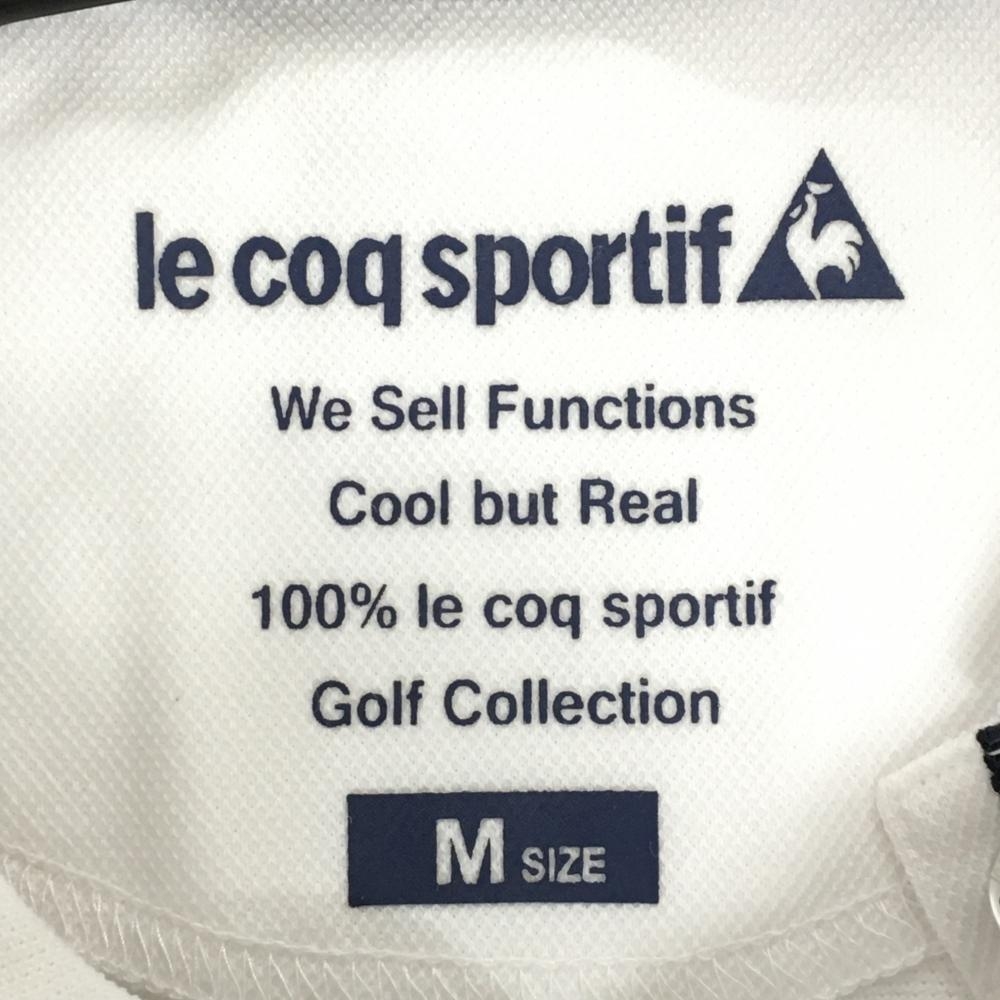 le coq sportif
We Sell Functions
Cool but Real
100% le coq sportif
Golf Collection
M SIZE